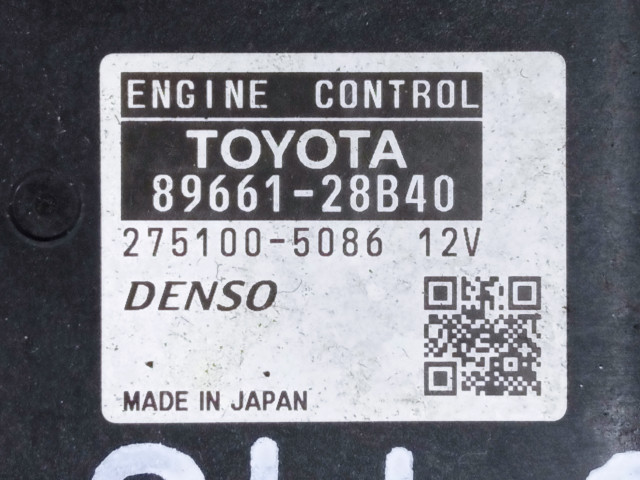 ENGINE CONTROL
TOYOTA
89661-28B40
275100-5086 12V
DENSO
MADE IN JAPAN